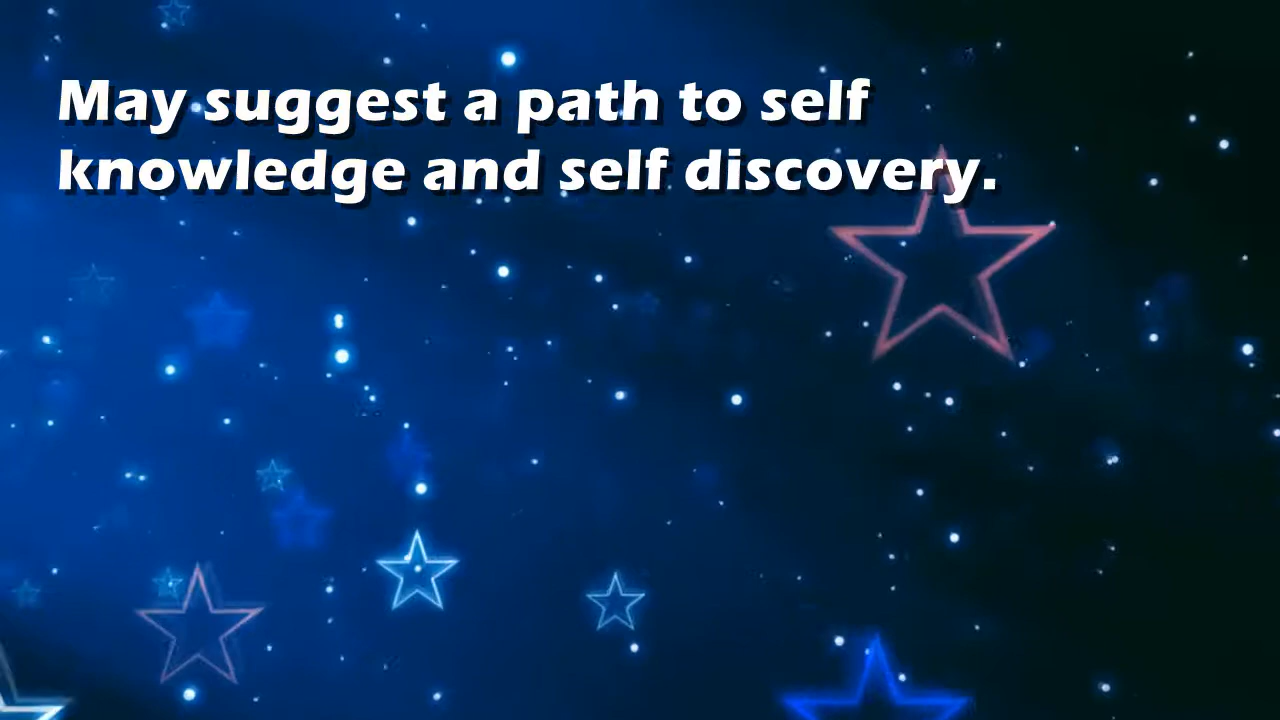 May suggest a path to self
knowledge and self discovery.